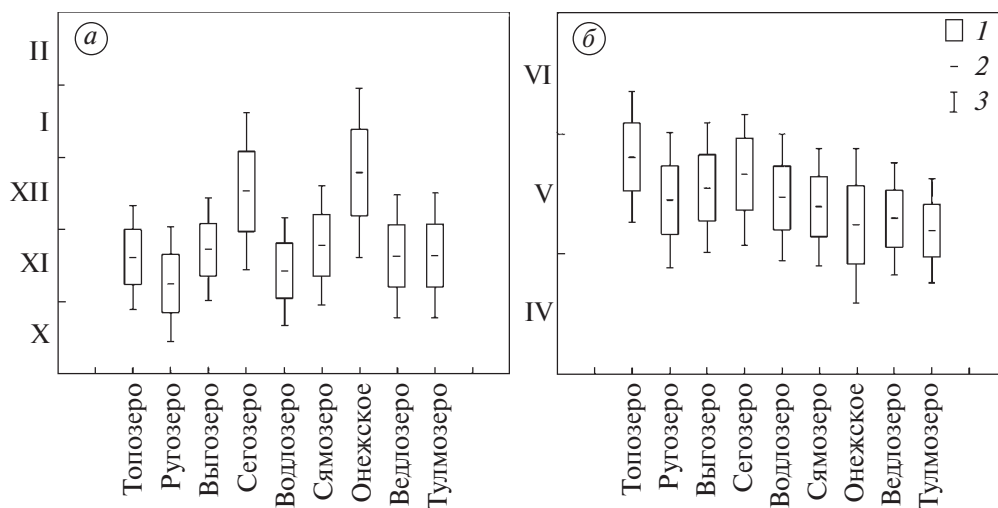 а
II
I
XII
XI
X
Топозеро
Ругозеро
Выгозеро
Сегозеро
Водлозеро
Сямозеро
Онежское
Ведлозеро
Тулмозеро
б
VI
V
IV
1
2
3
Топозеро
Ругозеро
Выгозеро
Сегозеро
Водлозеро
Сямозеро
Онежское
Ведлозеро
Тулмозеро